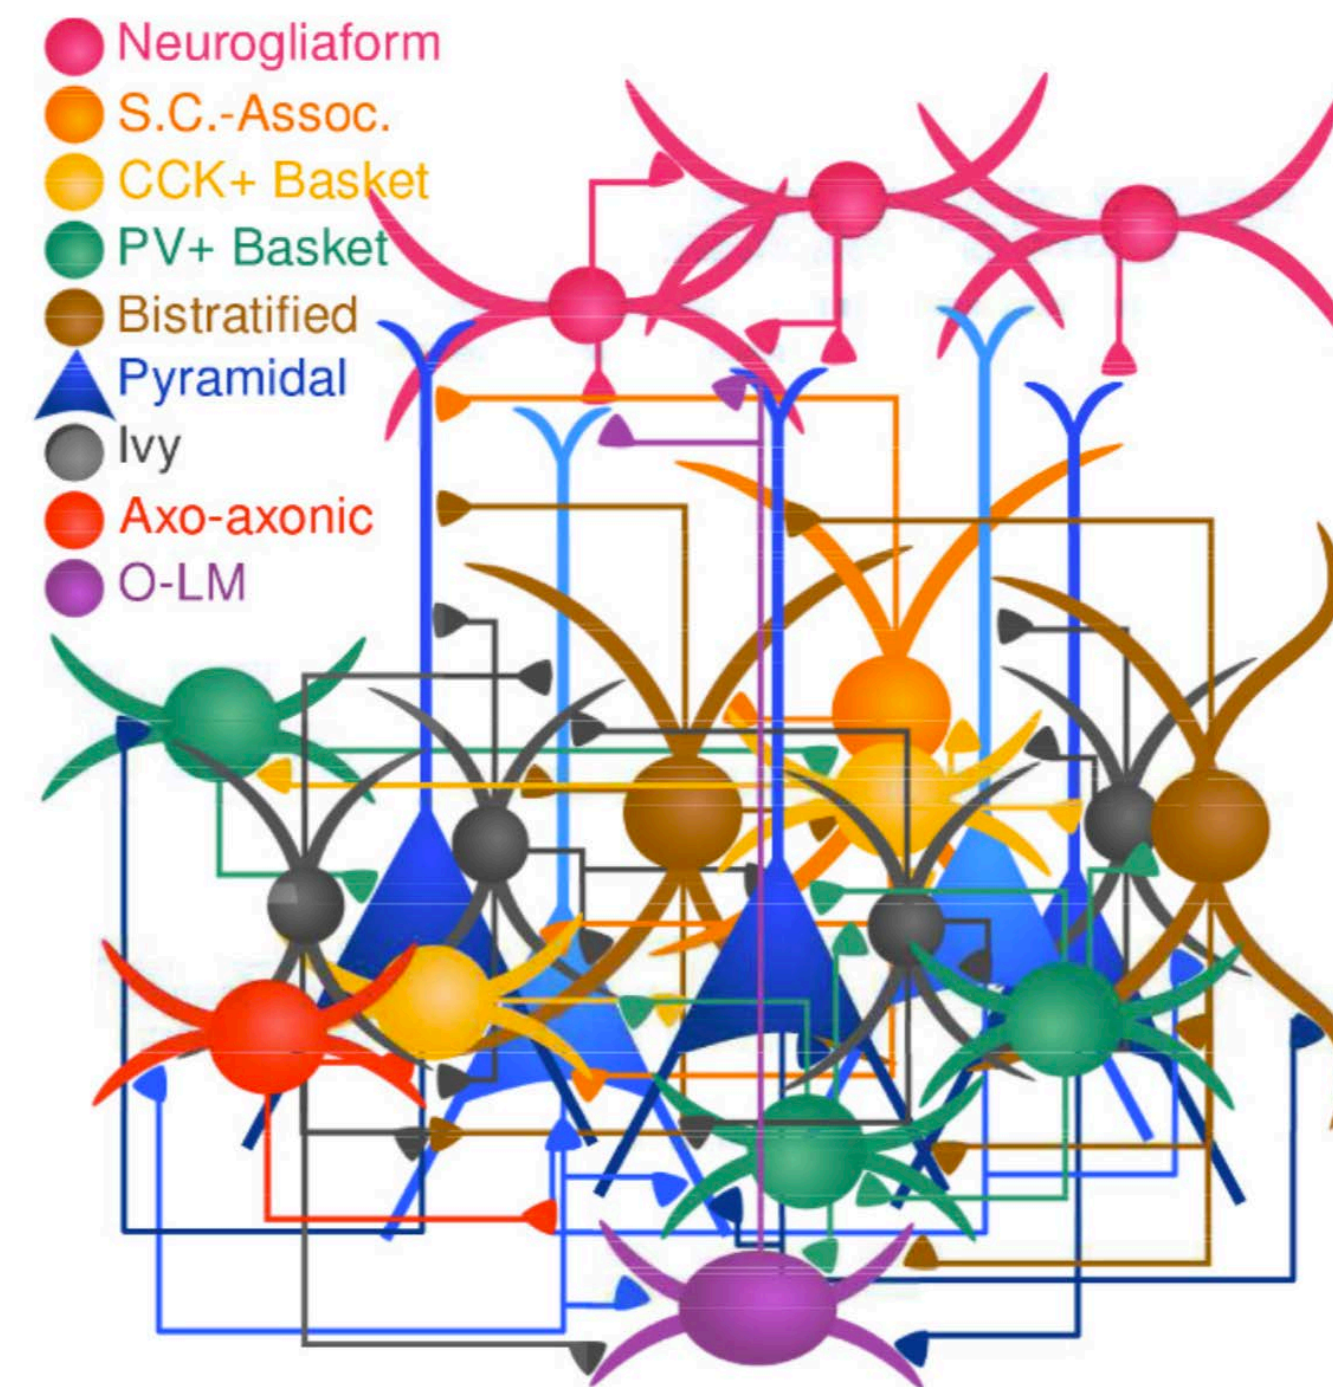 Neurogliaform
S.C.-Assoc.
CCK+ Basket
PV+ Basket
Bistratified
Pyramidal
Ivy
Axo-axonic
O-LM